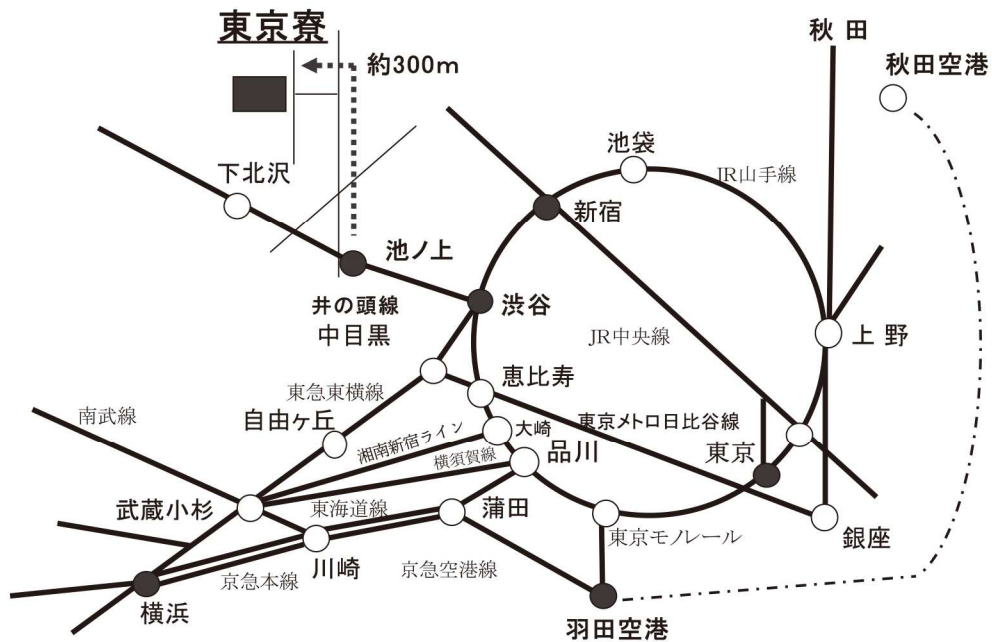 東京寮
約300m
秋 田
秋田空港
池袋
JR山手線
下北沢
新宿
池ノ上
井の頭線
渋谷
中目黒
JR中央線
上 野
恵比寿
東急東横線
南武線
自由ヶ丘
東京メトロ日比谷線
大崎
湘南新宿ライン
横須賀線
品川
東京
武蔵小杉
東海道線
蒲田
東京モノレール
銀座
川崎
京急空港線
京急本線
横浜
羽田空港